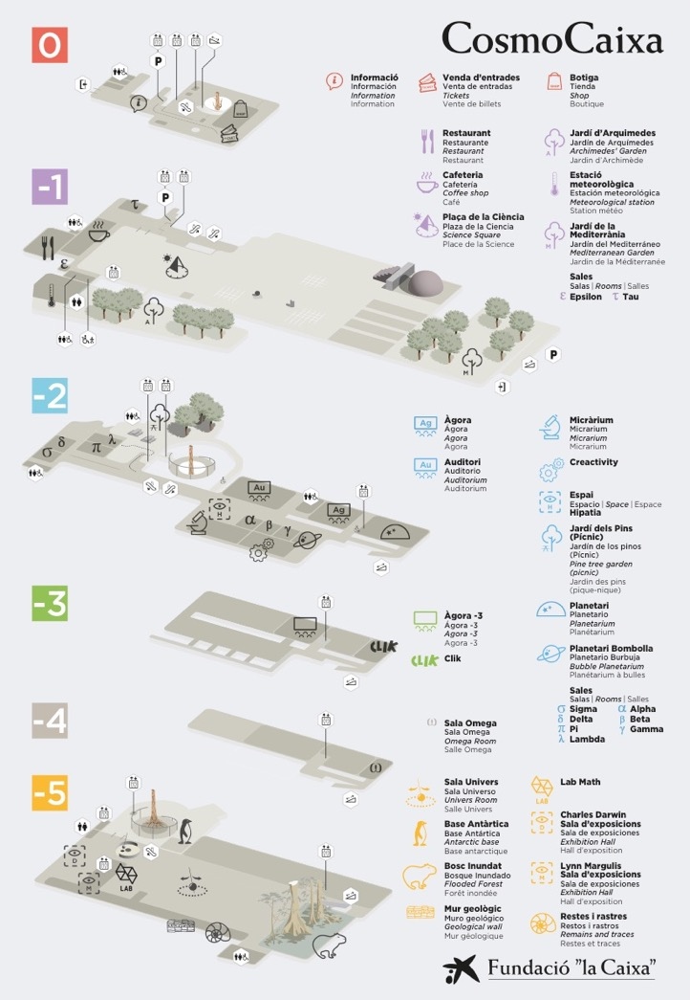 0
CosmoCaixa
Informació
Información
Information
Information
Venda d'entrades
Venta de entradas
Tickets
Vente de billets
Botiga
Tienda
Shop
Boutique
P
i
SHOP
TICKET
Restaurant
Restaurante
Restaurant
Restaurant
Jardí d'Arquimedes
Jardín de Arquímedes
Archimedes' Garden
Jardin d'Archimède
-1
Cafeteria
Cafetería
Coffee shop
Café
Estació
meteorològica
Estación meteorológica
Meteorological station
Station météo
Plaça de la Ciència
Plaza de la Ciencia
Science Square
Place de la Science
Jardí de la
Mediterrània
Jardín del Mediterráneo
Mediterranean Garden
Jardin de la Méditerranée
Sales
Salas | Rooms | Salles
ε Epsilon τ Tau
τ
P
ε
A
M
P
-2
Àgora
Ágora
Agora
Agora
Micràrium
Micrarium
Micrarium
Micrarium
Auditori
Auditorio
Auditorium
Auditorium
Creactivity
Espai
Espacio | Space | Espace
Hipatia
Jardí dels Pins
(Pícnic)
Jardín de los pinos
(Pícnic)
Pine tree garden
(picnic)
Jardin des pins
(pique-nique)
σ δ π λ
Au
H
Ag
α β γ
-3
Àgora -3
Ágora -3
Agora -3
Agora -3
Clik
CLIK
CLIK
Planetari
Planetario
Planetarium
Planétarium
Planetari Bombolla
Planetario Burbuja
Bubble Planetarium
Planétarium à bulles
Sales
Salas | Rooms | Salles
σ Sigma α Alpha
δ Delta β Beta
π Pi γ Gamma
λ Lambda
-4
Sala Omega
Sala Omega
Omega Room
Salle Omega
ω
-5
Sala Univers
Sala Universo
Univers Room
Salle Univers
Lab Math
LAB
Base Antàrtica
Base Antártica
Antarctic base
Base antarctique
Charles Darwin
Sala d'exposicions
Sala de exposiciones
Exhibition Hall
Hall d'exposition
Bosc Inundat
Bosque Inundado
Flooded Forest
Forêt inondée
Lynn Margulis
Sala d'exposicions
Sala de exposiciones
Exhibition Hall
Hall d'exposition
Mur geològic
Muro geológico
Geological wall
Mur géologique
Restes i rastres
Restos i rastros
Remains and traces
Restes et traces
D
M
LAB
Fundació "la Caixa"